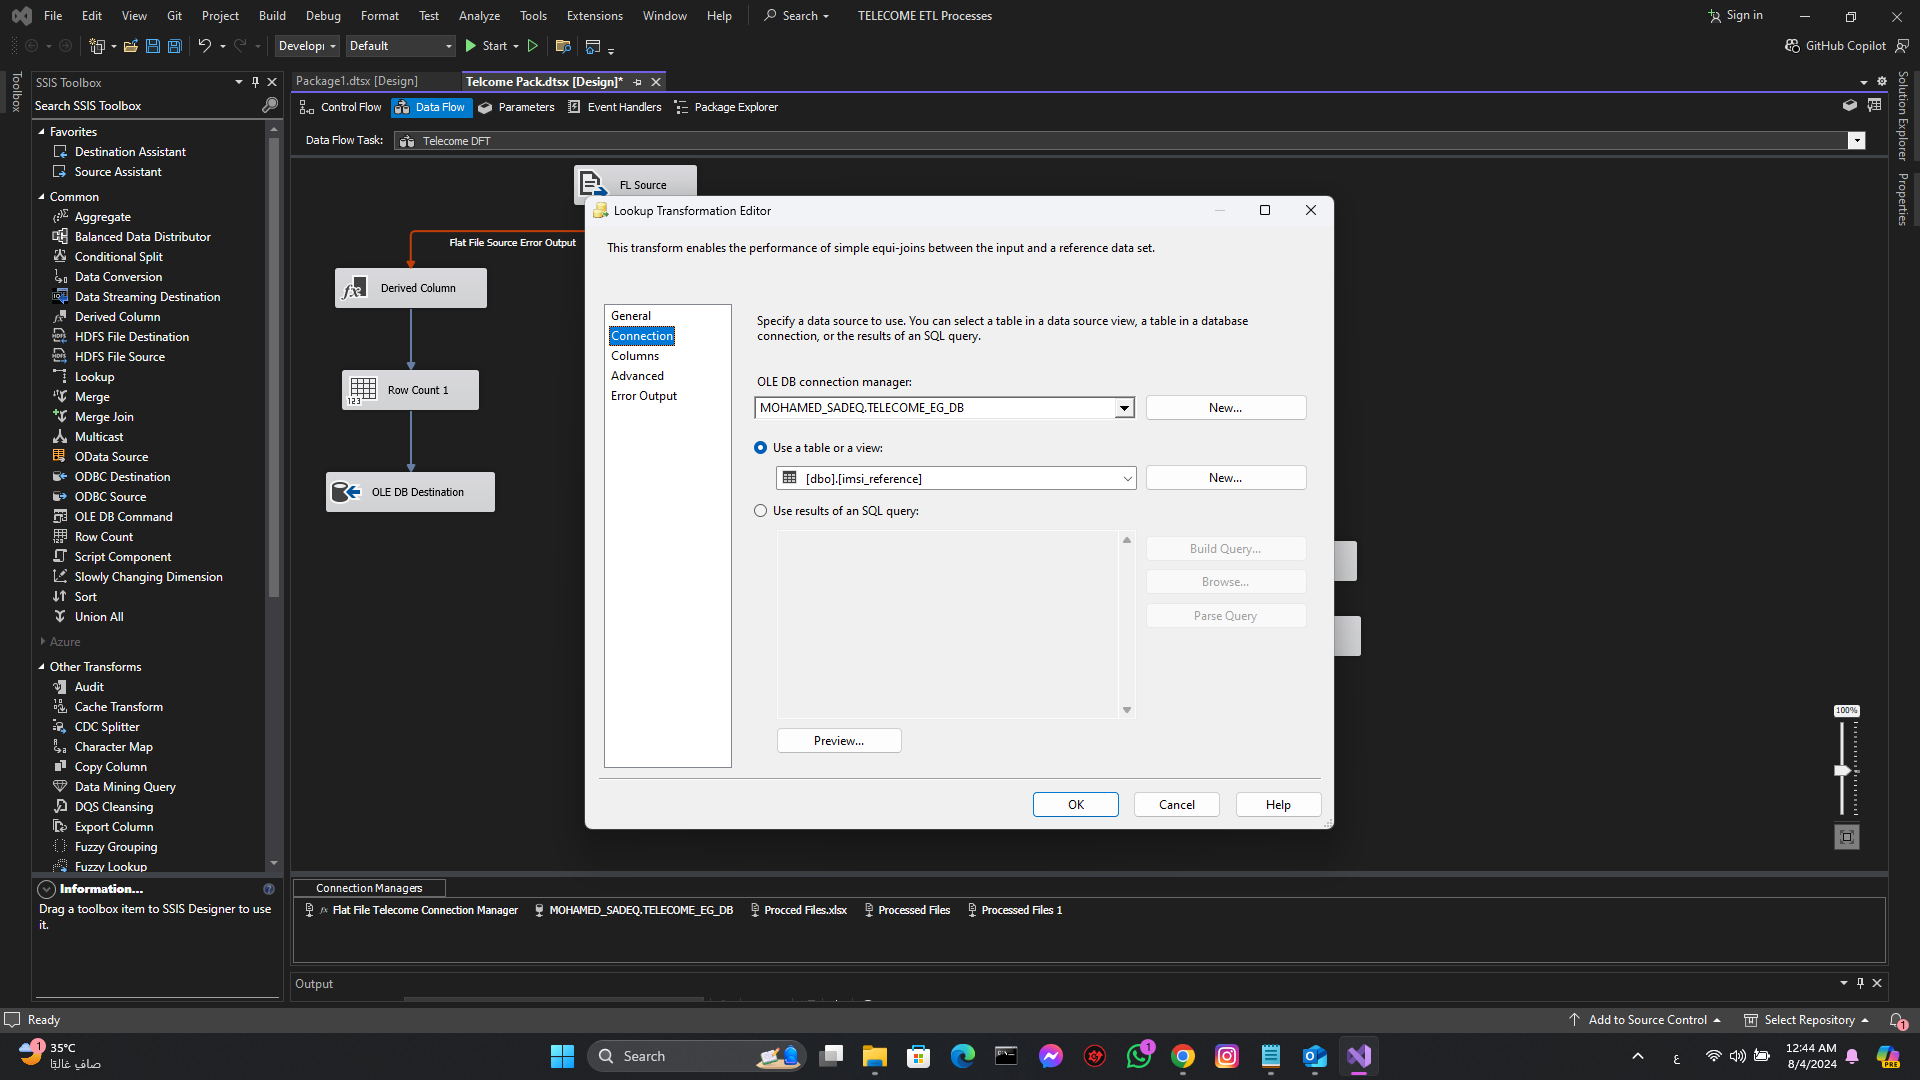 File Edit View Git Project Build Debug Format Test Analyze Tools Extensions Window Help Search TELECOME ETL Processes Sign in
Developı Default Start GitHub Copilot
Toolbox
SSIS Toolbox
Search SSIS Toolbox
Favorites
Destination Assistant
Source Assistant
Common
Aggregate
Balanced Data Distributor
Conditional Split
Data Conversion
Data Streaming Destination
Derived Column
HDFS File Destination
HDFS File Source
Lookup
Merge
Merge Join
Multicast
OData Source
ODBC Destination
ODBC Source
OLE DB Command
Row Count
Script Component
Slowly Changing Dimension
Sort
Union All
Azure
Other Transforms
Audit
Cache Transform
CDC Splitter
Character Map
Copy Column
Data Mining Query
DQS Cleansing
Export Column
Fuzzy Grouping
Fuzzy Lookup
Information...
Drag a toolbox item to SSIS Designer to use
it.
Package1.dtsx [Design] Telcome Pack.dtsx [Design]*
Control Flow Data Flow Parameters Event Handlers Package Explorer
Data Flow Task: Telecome DFT
FL Source
Flat File Source Error Output
Derived Column
Row Count 1
123
OLE DB Destination
Lookup Transformation Editor
This transform enables the performance of simple equi-joins between the input and a reference data set.
General
Connection
Columns
Advanced
Error Output
Specify a data source to use. You can select a table in a data source view, a table in a database
connection, or the results of an SQL query.
OLE DB connection manager:
MOHAMED_SADEQ.TELECOME_EG_DB New...
Use a table or a view:
[dbo].[imsi_reference] New...
Use results of an SQL query:
Build Query...
Browse...
Parse Query
Preview...
OK Cancel Help
100%
Solution Explorer
Properties
Connection Managers
Flat File Telecome Connection Manager MOHAMED_SADEQ.TELECOME_EG_DB Procced Files.xlsx Processed Files Processed Files 1
Output
Ready Add to Source Control Select Repository 1
1 35°C
صافٍ غالبًا
Search
1
ع
12:44 AM
8/4/2024
PRE